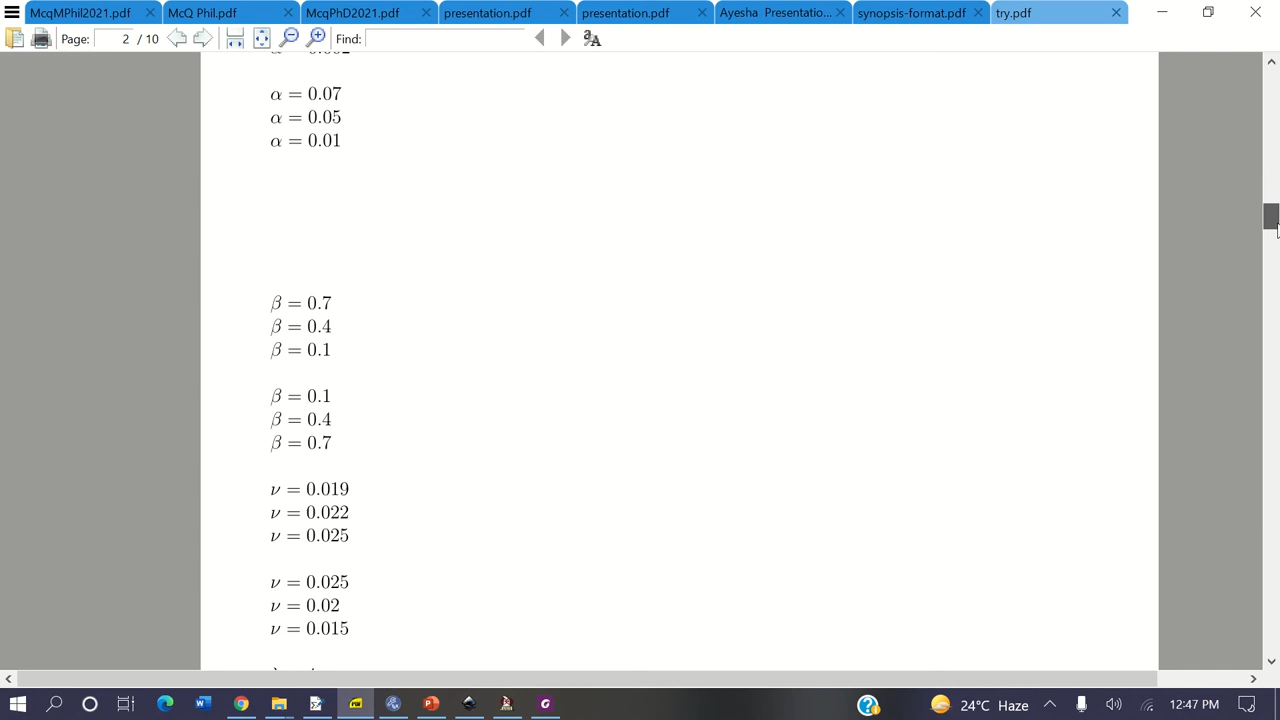 McqMPhil2021.pdf
McQ Phil.pdf
McqPhD2021.pdf
presentation.pdf
presentation.pdf
Ayesha Presentatio...
synopsis-format.pdf
try.pdf
Page: 2 / 10
Find:
α = 0.07
α = 0.05
α = 0.01
β = 0.7
β = 0.4
β = 0.1
β = 0.1
β = 0.4
β = 0.7
ν = 0.019
ν = 0.022
ν = 0.025
ν = 0.025
ν = 0.02
ν = 0.015
24°C Haze
12:47 PM